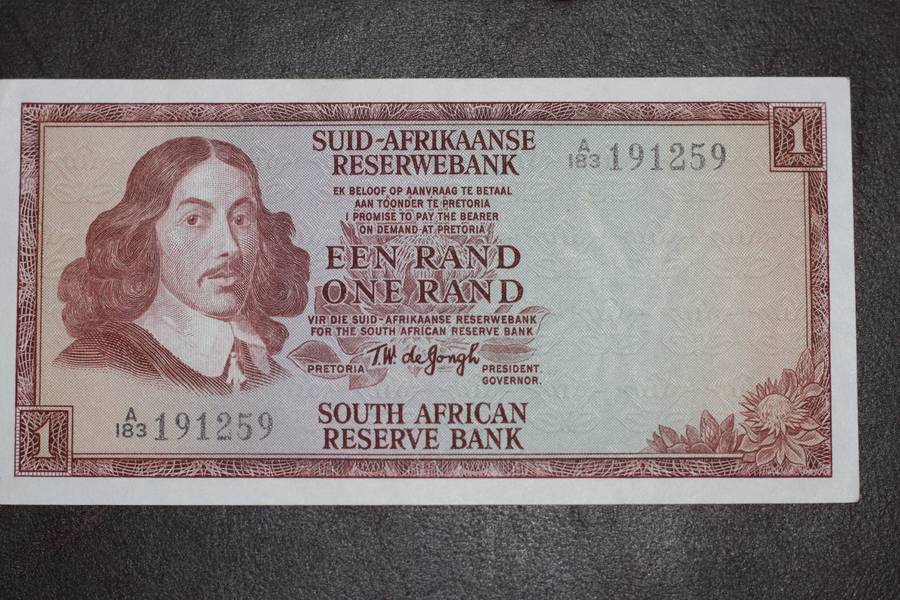 SUID-AFRIKAANSE
RESERWEBANK
A
183 191259
1
EK BELOOF OP AANVRAAG TE BETAAL
AAN TOONDER TE PRETORIA
I PROMISE TO PAY THE BEARER
ON DEMAND AT PRETORIA
EEN RAND
ONE RAND
VIR DIE SUID-AFRIKAANSE RESERWEBANK
FOR THE SOUTH AFRICAN RESERVE BANK
T.W. de Jongh
PRETORIA PRESIDENT.
GOVERNOR.
1
A
183 191259
SOUTH AFRICAN
RESERVE BANK